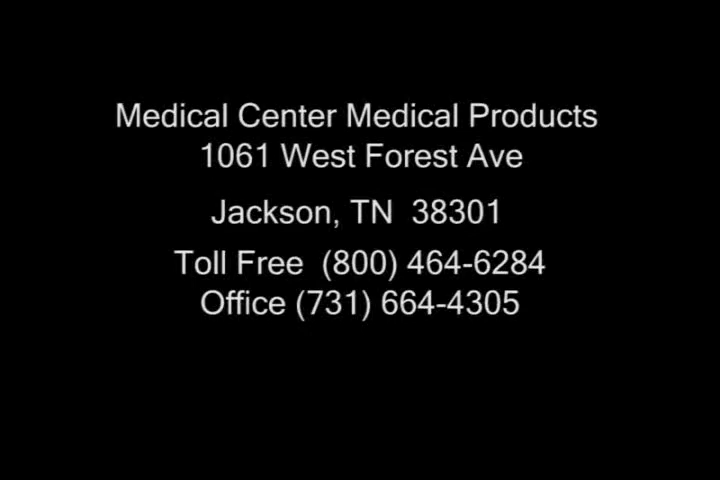 Medical Center Medical Products
1061 West Forest Ave
Jackson, TN  38301
Toll Free  (800) 464-6284
Office (731) 664-4305